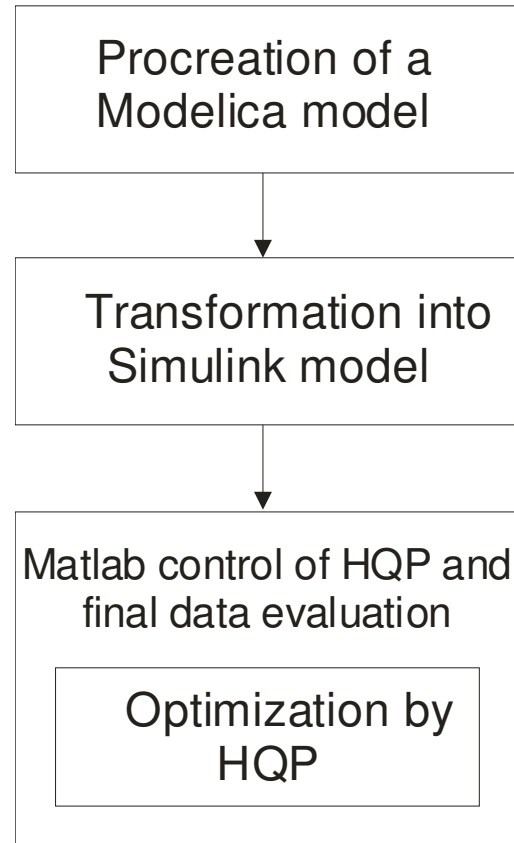 Procreation of a
Modelica model
Transformation into
Simulink model
Matlab control of HQP and
final data evaluation
Optimization by
HQP